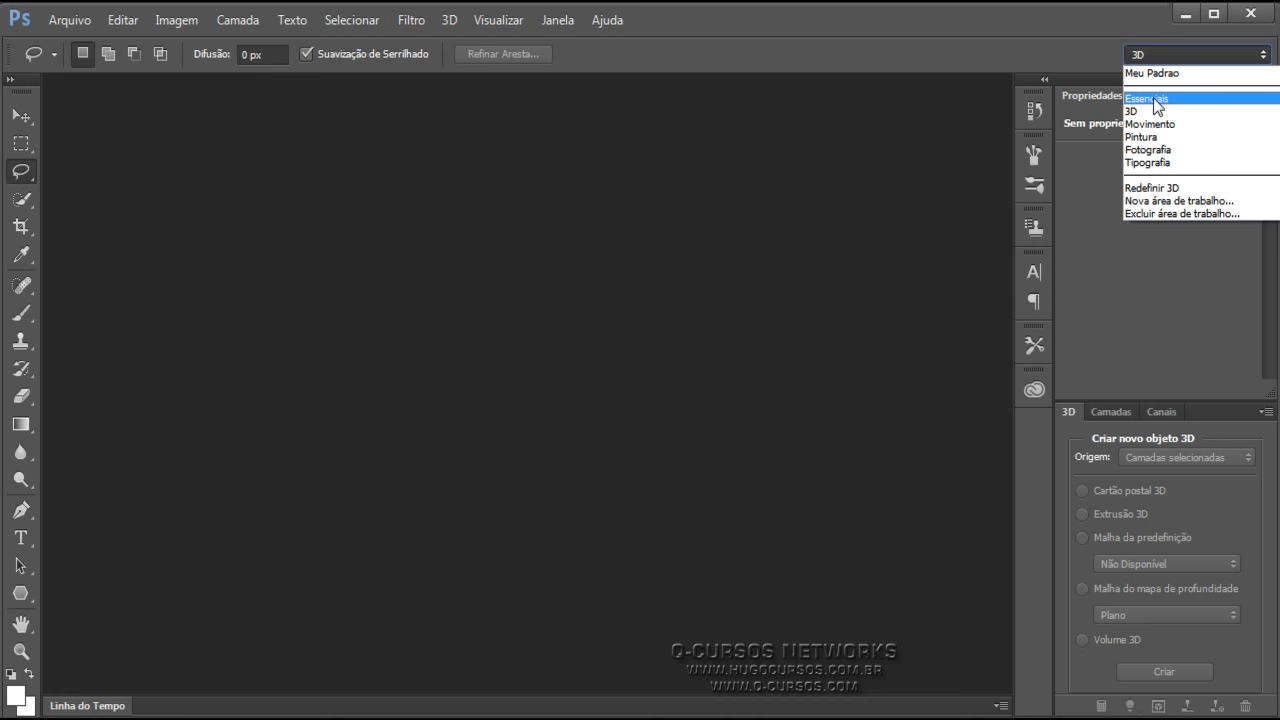 Ps Arquivo Editar Imagem Camada Texto Selecionar Filtro 3D Visualizar Janela Ajuda
Difusão: 0 px Suavização de Serrilhado Refinar Aresta... 3D
Meu Padrao
Essenciais
3D
Movimento
Pintura
Fotografia
Tipografia
Redefinir 3D
Nova área de trabalho...
Excluir área de trabalho...
Propriedades
Sem proprie
3D Camadas Canais
Criar novo objeto 3D
Origem: Camadas selecionadas
Cartão postal 3D
Extrusão 3D
Malha da predefinição
Não Disponível
Malha do mapa de profundidade
Plano
Volume 3D
Criar
Q-CURSOS NETWORKS
WWW.HUGOCURSOS.COM.BR
WWW.Q-CURSOS.COM
Linha do Tempo